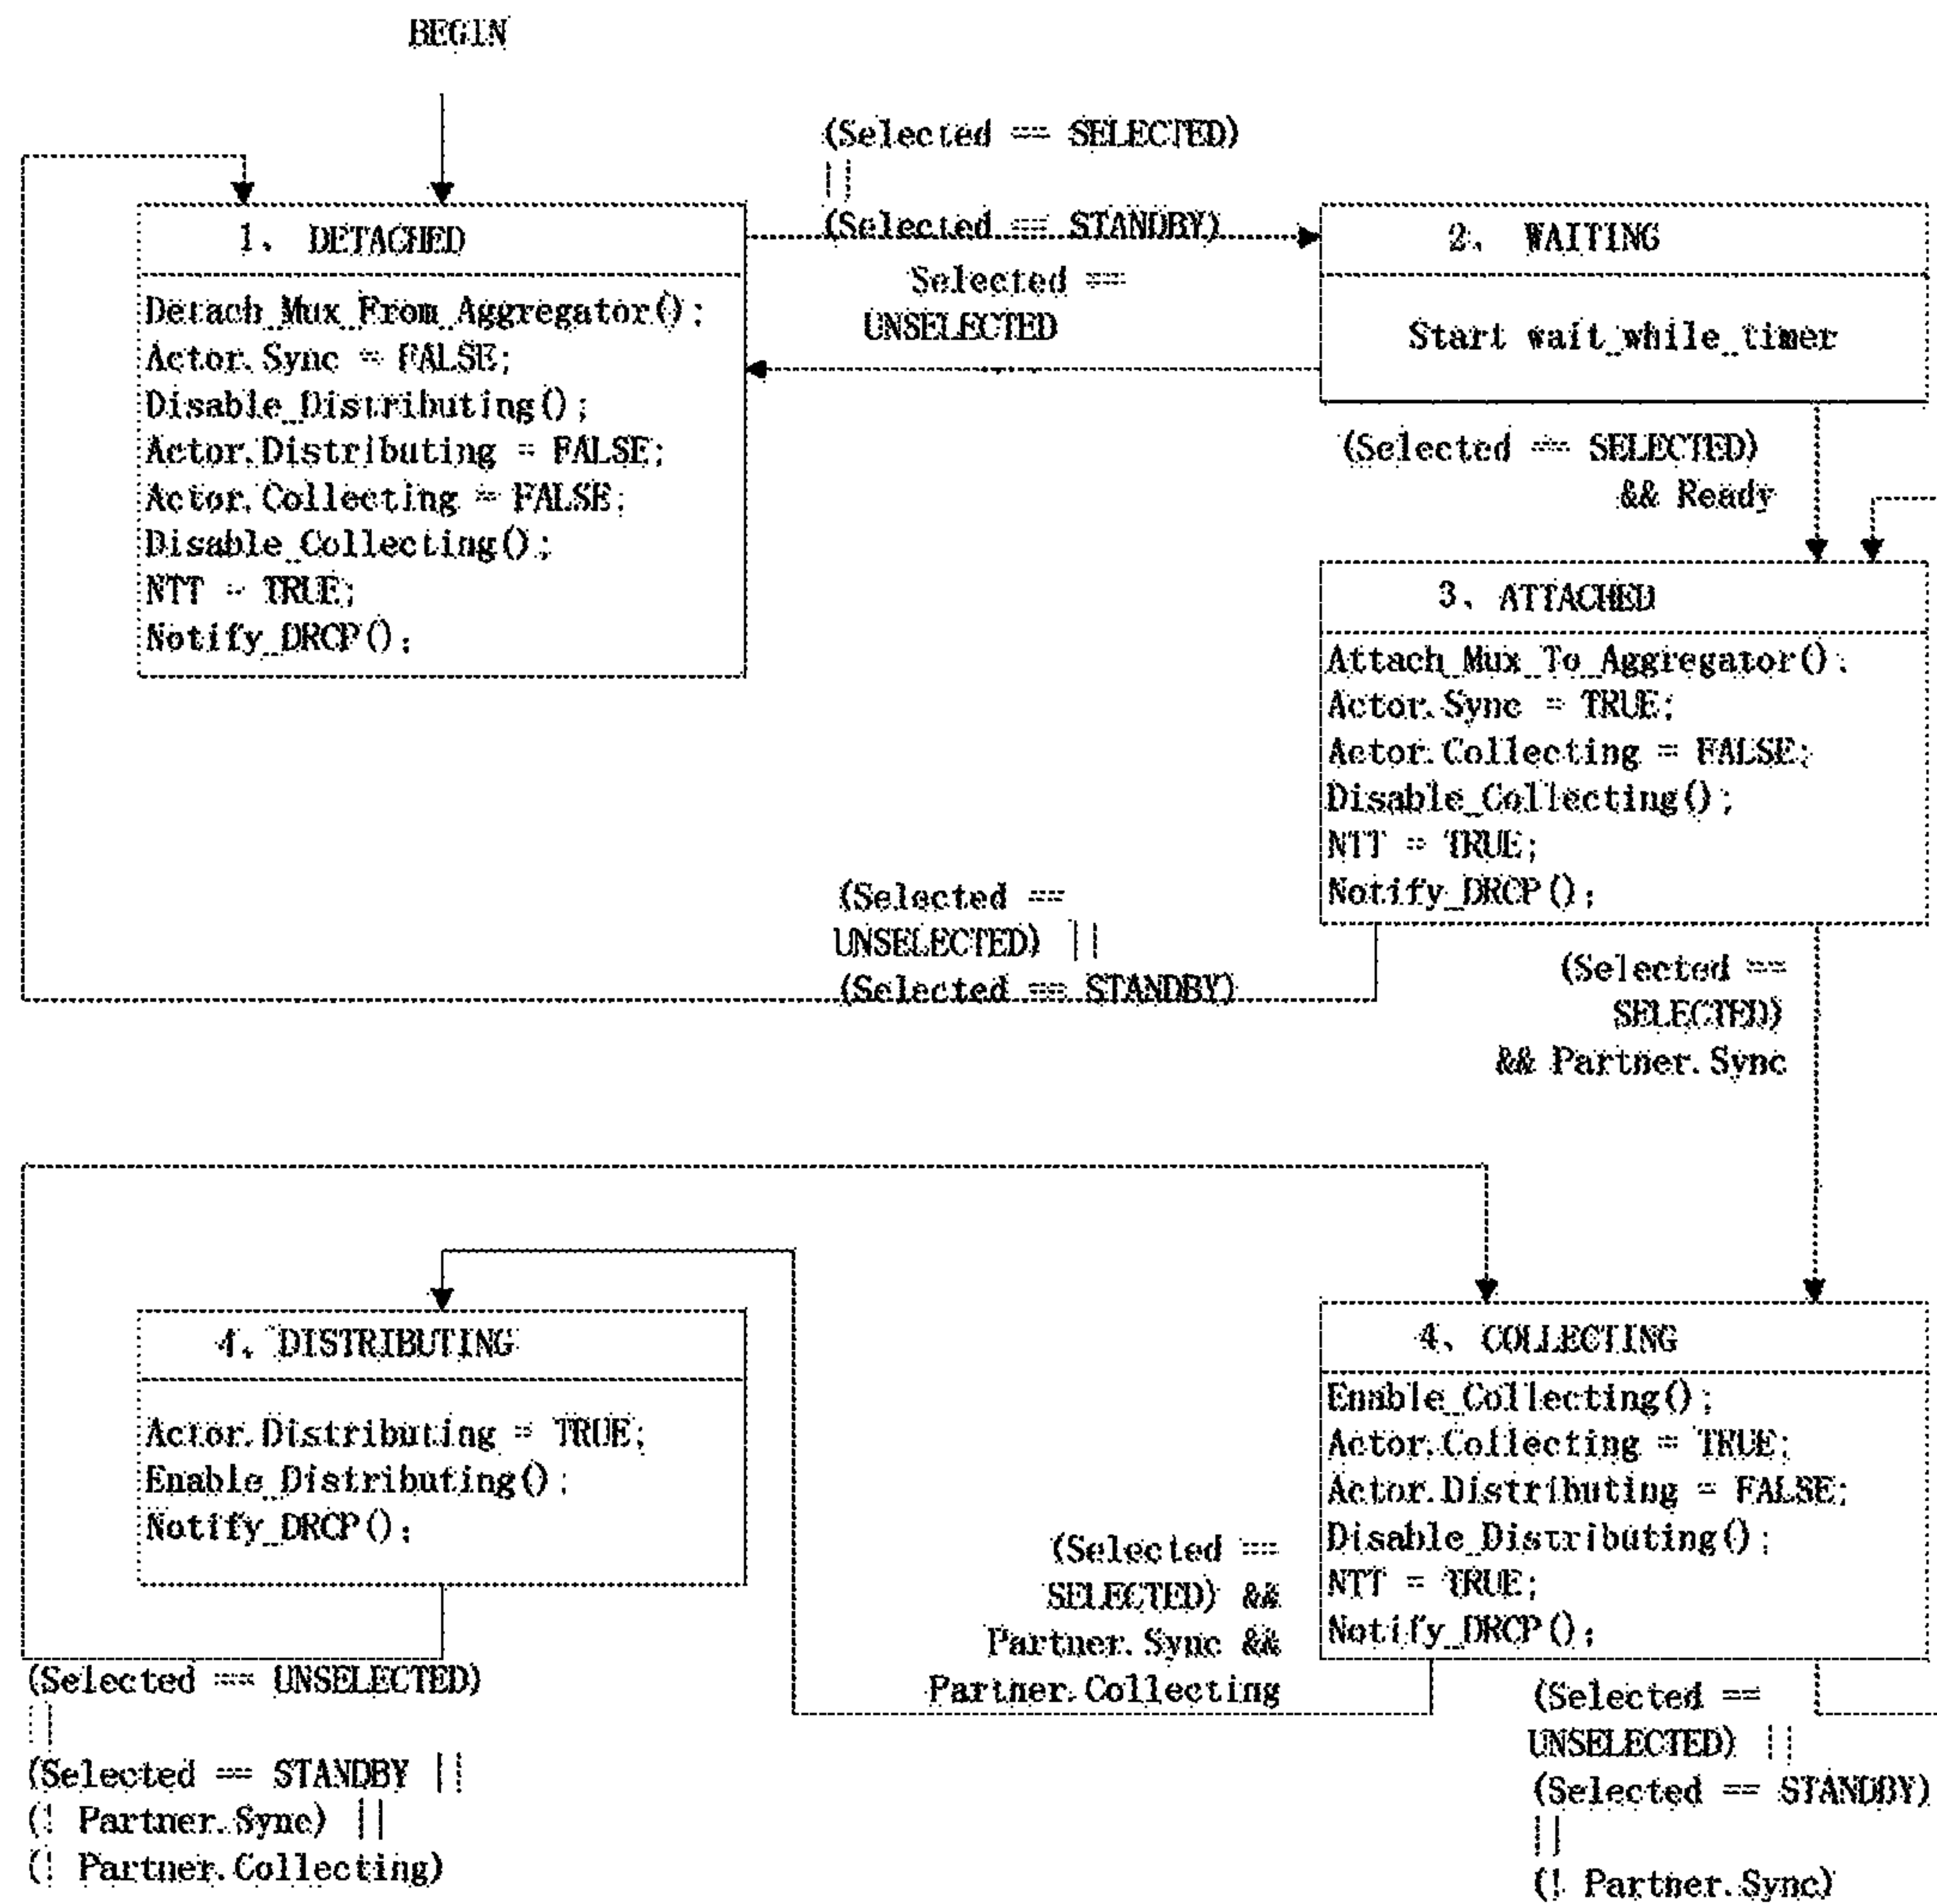 BEGIN
(Selected == SELECTED)
||
(Selected == STANDBY)
Selected ==
UNSELECTED
1、 DETACHED
Detach_Mux_From_Aggregator();
Actor.Sync = FALSE;
Disable_Distributing();
Actor.Distributing = FALSE;
Actor.Collecting = FALSE;
Disable_Collecting();
NTT = TRUE;
Notify_DRCP();
2、 WAITING
Start wait_while_timer
(Selected == SELECTED)
&& Ready
3、ATTACHED
Attach_Mux_To_Aggregator();
Actor.Sync = TRUE;
Actor.Collecting = FALSE;
Disable_Collecting();
NTT = TRUE;
Notify_DRCP();
(Selected ==
UNSELECTED) ||
(Selected == STANDBY)
(Selected ==
SELECTED)
&& Partner.Sync
4、DISTRIBUTING
Actor.Distributing = TRUE;
Enable_Distributing();
Notify_DRCP();
4、 COLLECTING
Enable_Collecting();
Actor.Collecting = TRUE;
Actor.Distributing = FALSE;
Disable_Distributing();
NTT = TRUE;
Notify_DRCP();
(Selected ==
SELECTED) &&
Partner.Sync &&
Partner.Collecting
(Selected == UNSELECTED)
||
(Selected == STANDBY ||
(! Partner.Sync) ||
(! Partner.Collecting)
(Selected ==
UNSELECTED) ||
(Selected == STANDBY)
||
(! Partner.Sync)